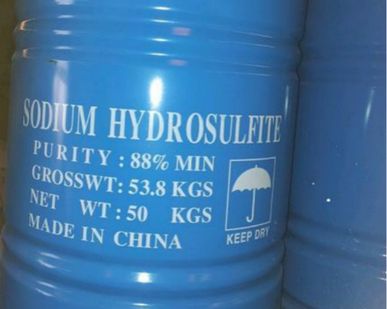 SODIUM HYDROSULFITE
PURITY : 88% MIN
GROSSWT: 53.8 KGS
NET WT: 50 KGS
MADE IN CHINA
KEEP DRY